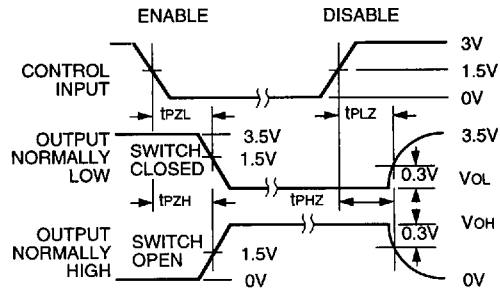 ENABLE DISABLE
3V
CONTROL INPUT 1.5V
0V
tPZL tPLZ
OUTPUT NORMALLY LOW
SWITCH CLOSED
3.5V 3.5V
1.5V
0.3V
VOL
tPZH tPHZ
VOH
0.3V
OUTPUT NORMALLY HIGH
SWITCH OPEN
1.5V
0V 0V